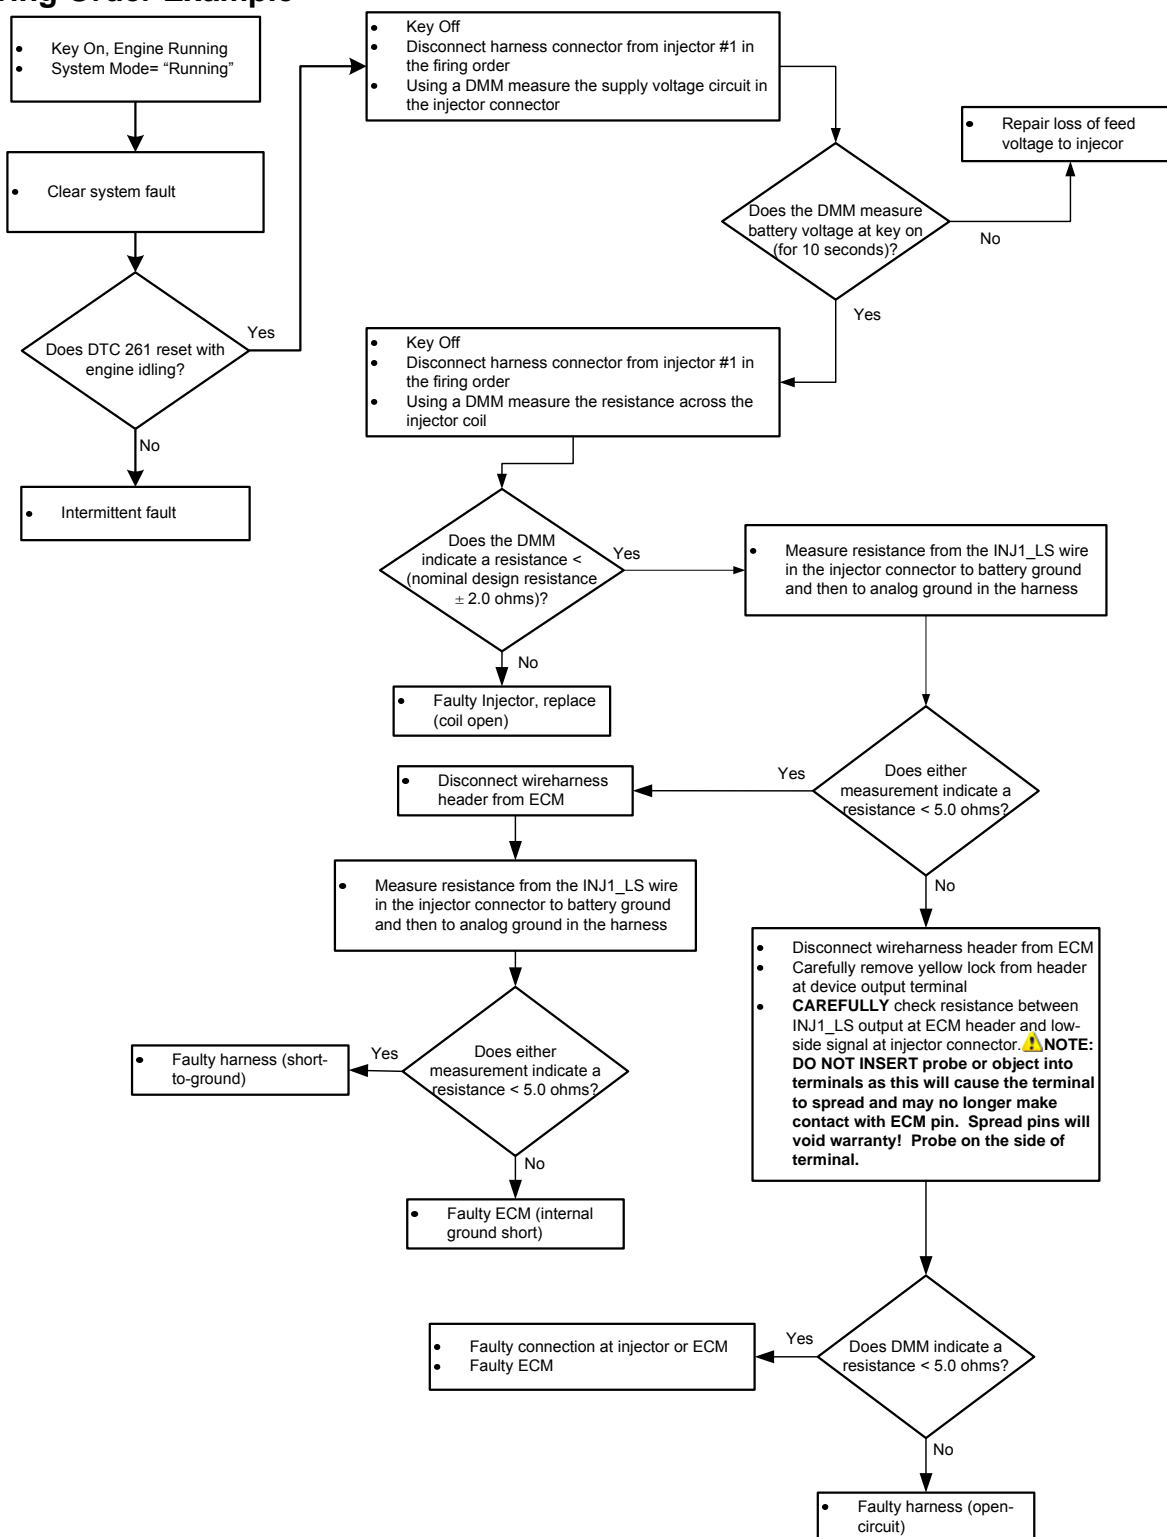 Order Example
• Key On, Engine Running
• System Mode= “Running”
• Clear system fault
Does DTC 261 reset with
engine idling?
Yes
No
• Intermittent fault
• Key Off
• Disconnect harness connector from injector #1 in
the firing order
• Using a DMM measure the supply voltage circuit in
the injector connector
Does the DMM measure
battery voltage at key on
(for 10 seconds)?
No
• Repair loss of feed
voltage to injecor
Yes
• Key Off
• Disconnect harness connector from injector #1 in
the firing order
• Using a DMM measure the resistance across the
injector coil
Does the DMM
indicate a resistance <
(nominal design resistance
± 2.0 ohms)?
Yes
No
• Faulty Injector, replace
(coil open)
• Measure resistance from the INJ1_LS wire
in the injector connector to battery ground
and then to analog ground in the harness
Does either
measurement indicate a
resistance < 5.0 ohms?
Yes
No
• Disconnect wireharness
header from ECM
• Measure resistance from the INJ1_LS wire
in the injector connector to battery ground
and then to analog ground in the harness
Does either
measurement indicate a
resistance < 5.0 ohms?
Yes
• Faulty harness (short-
to-ground)
No
• Faulty ECM (internal
ground short)
• Disconnect wireharness header from ECM
• Carefully remove yellow lock from header
at device output terminal
• CAREFULLY check resistance between
INJ1_LS output at ECM header and low-
side signal at injector connector. NOTE:
DO NOT INSERT probe or object into
terminals as this will cause the terminal
to spread and may no longer make
contact with ECM pin. Spread pins will
void warranty! Probe on the side of
terminal.
Does DMM indicate a
resistance < 5.0 ohms?
Yes
• Faulty connection at injector or ECM
• Faulty ECM
No
• Faulty harness (open-
circuit)